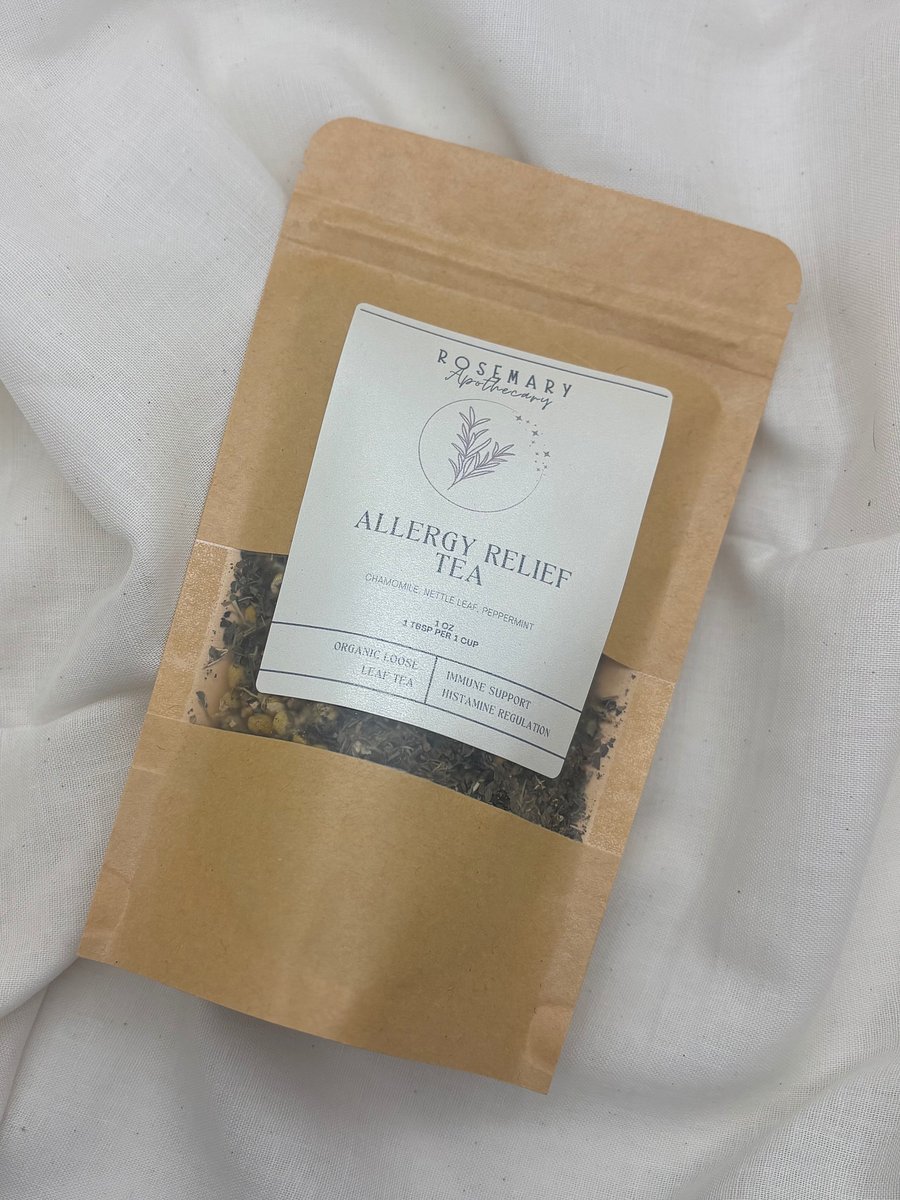 ROSEMARY
Apothecary
ALLERGY RELIEF
TEA
CHAMOMILE, NETTLE LEAF, PEPPERMINT
1 OZ
1 TBSP PER 1 CUP
ORGANIC LOOSE
LEAF TEA
IMMUNE SUPPORT
HISTAMINE REGULATION